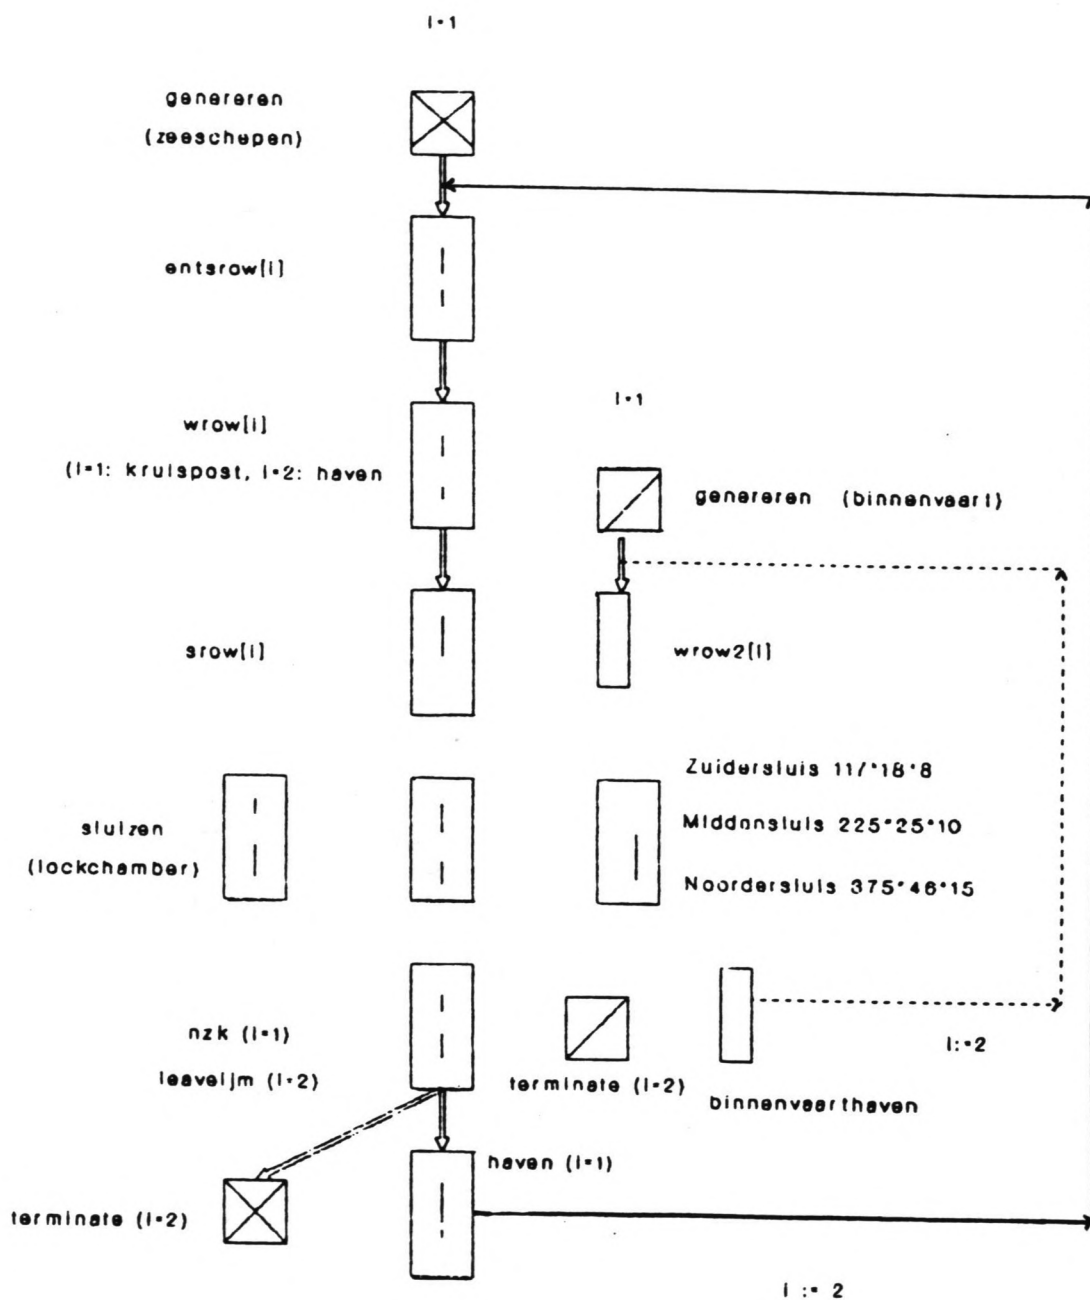 i=1
genereren
(zeeschepen)
entsrow[i]
wrow[i]
(i=1: kruispost, i=2: haven
i=1
genereren (binnenvaart)
srow[i]
wrow2[i]
sluizen
(lockchamber)
Zuidersluis 117*18*8
Middensluis 225*25*10
Noordersluis 375*46*15
nzk (i=1)
leaveijm (i=2)
terminate (i=2)
i:=2
binnenvaarthaven
haven (i=1)
terminate (i=2)
i := 2